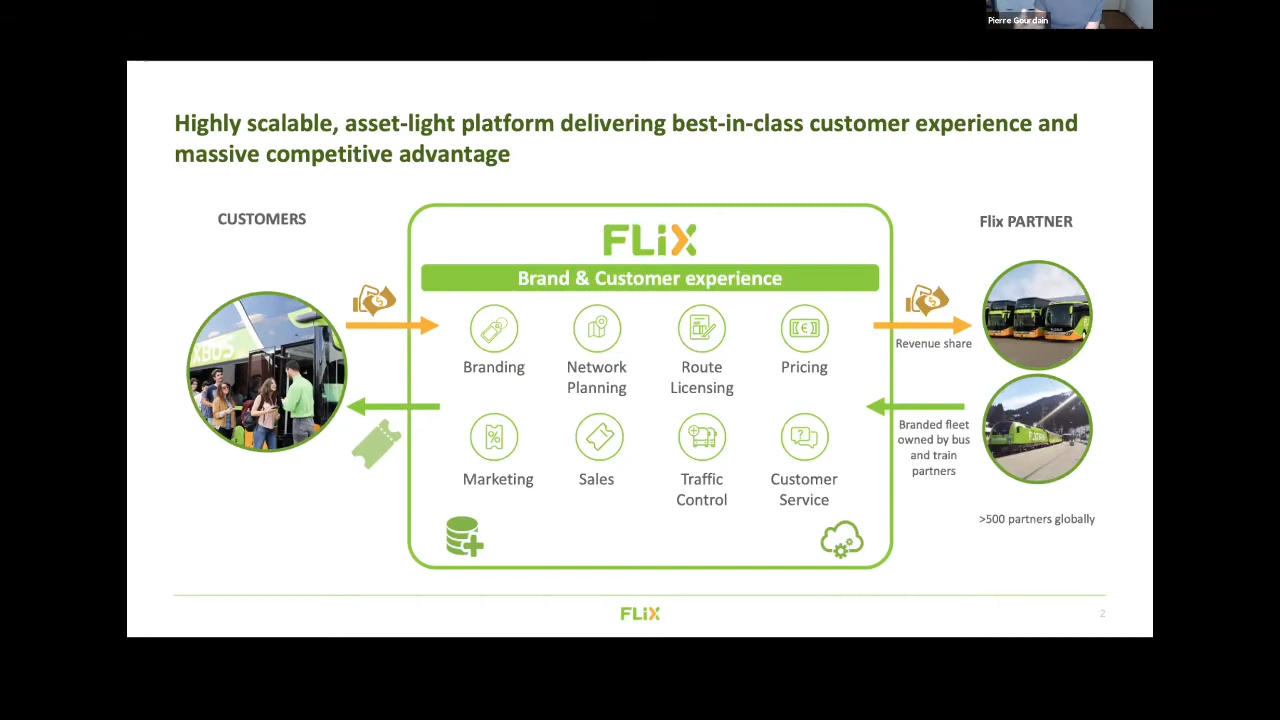 Pierre Gourdain
Highly scalable, asset-light platform delivering best-in-class customer experience and
massive competitive advantage
CUSTOMERS
FLiX
Brand & Customer experience
Branding
Network
Planning
Route
Licensing
Pricing
Marketing
Sales
Traffic
Control
Customer
Service
Flix PARTNER
Revenue share
Branded fleet
owned by bus
and train
partners
>500 partners globally
FLiX
2